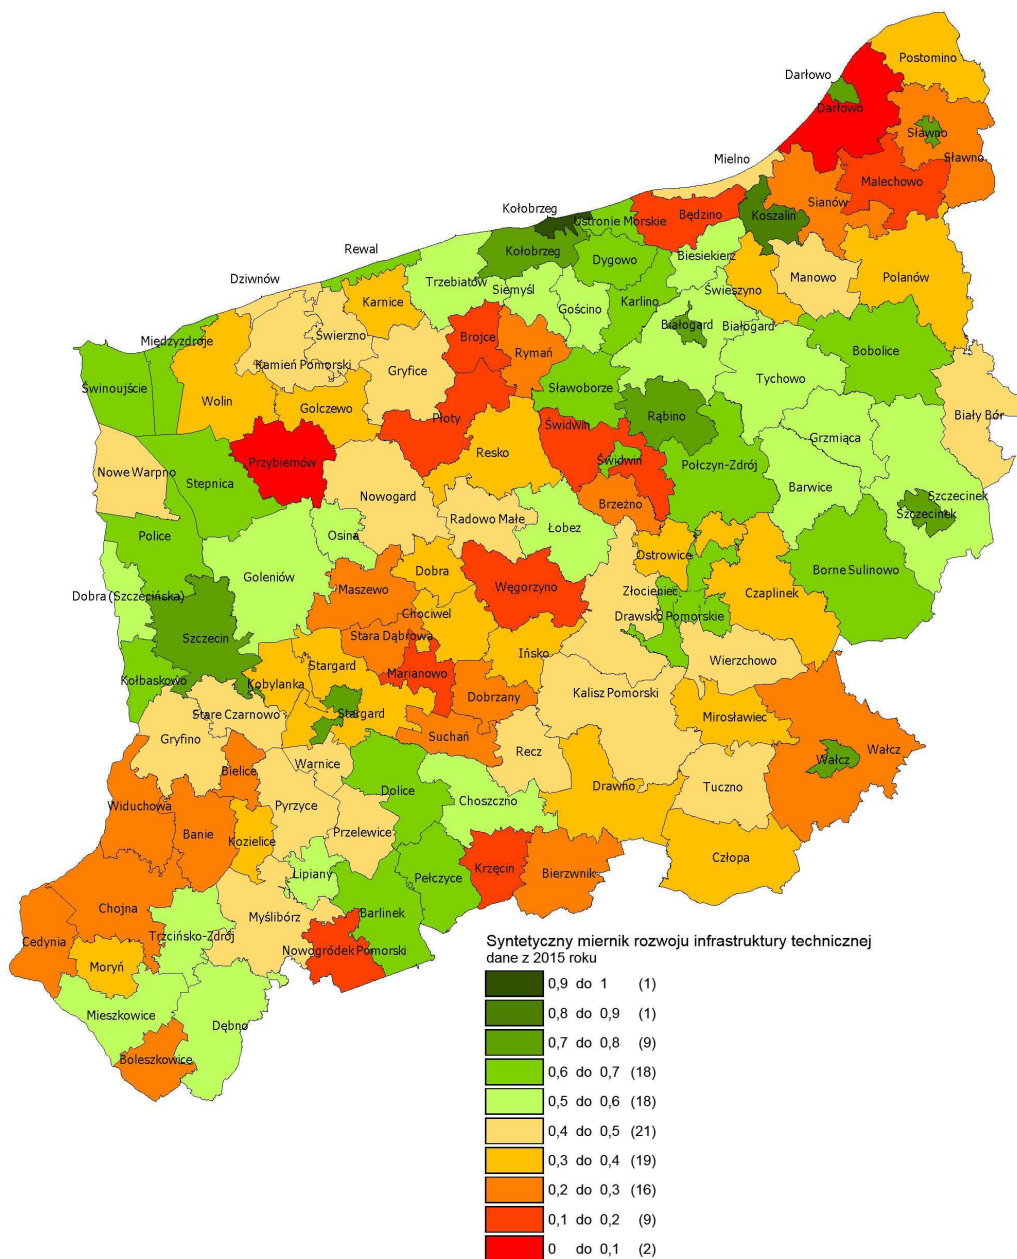 Postomino
Darłowo
Darłowo
Sławno
Sławno
Mielno
Malechowo
Sianów
Kołobrzeg
Ustronie Morskie
Będzino
Koszalin
Rewal
Kołobrzeg
Dygowo
Biesiekierz
Manowo
Polanów
Dziwnów
Trzebiatów
Siemyśl
Świeszyno
Karnice
Gościno
Karlino
Świerzno
Białogard
Białogard
Międzyzdroje
Brojce
Rymań
Bobolice
Kamień Pomorski
Gryfice
Tychowo
Świnoujście
Sławoborze
Wolin
Golczewo
Płoty
Rąbino
Biały Bór
Świdwin
Grzmiąca
Resko
Przybiernów
Świdwin
Połczyn-Zdrój
Nowe Warpno
Stepnica
Barwice
Nowogard
Szczecinek
Brzeżno
Szczecinek
Radowo Małe
Łobez
Police
Osina
Ostrowice
Borne Sulinowo
Goleniów
Dobra
Maszewo
Węgorzyno
Złocieniec
Czaplinek
Dobra (Szczecińska)
Chociwel
Drawsko Pomorskie
Szczecin
Stara Dąbrowa
Ińsko
Wierzchowo
Stargard
Marianowo
Kołbaskowo
Kobylanka
Dobrzany
Kalisz Pomorski
Stare Czarnowo
Stargard
Mirosławiec
Gryfino
Suchań
Recz
Wałcz
Wałcz
Warnice
Bielice
Tuczno
Dolice
Drawno
Widuchowa
Pyrzyce
Choszczno
Banie
Przelewice
Kozielice
Człopa
Krzęcin
Lipiany
Pełczyce
Bierzwnik
Chojna
Myślibórz
Barlinek
Trzcińsko-Zdrój
Cedynia
Nowogródek Pomorski
Moryń
Mieszkowice
Dębno
Boleszkowice
Syntetyczny miernik rozwoju infrastruktury technicznej
dane z 2015 roku
0,9 do 1 (1)
0,8 do 0,9 (1)
0,7 do 0,8 (9)
0,6 do 0,7 (18)
0,5 do 0,6 (18)
0,4 do 0,5 (21)
0,3 do 0,4 (19)
0,2 do 0,3 (16)
0,1 do 0,2 (9)
0 do 0,1 (2)